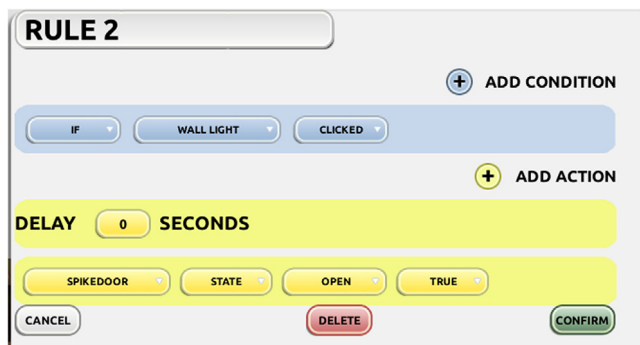 RULE 2
+ ADD CONDITION
IF WALL LIGHT CLICKED
+ ADD ACTION
DELAY 0 SECONDS
SPIKEDOOR STATE OPEN TRUE
CANCEL DELETE CONFIRM